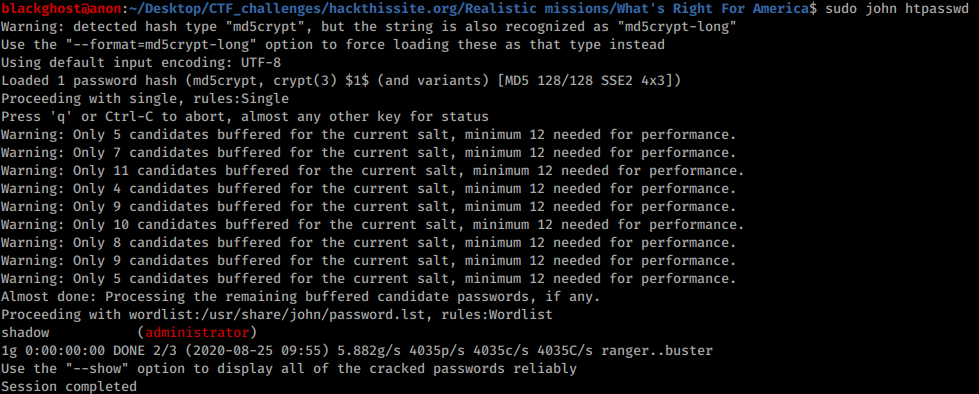 blackghost@anon:~/Desktop/CTF_challenges/hackthissite.org/Realistic missions/What's Right For America$ sudo john htpasswd
Warning: detected hash type "md5crypt", but the string is also recognized as "md5crypt-long"
Use the "--format=md5crypt-long" option to force loading these as that type instead
Using default input encoding: UTF-8
Loaded 1 password hash (md5crypt, crypt(3) $1$ (and variants) [MD5 128/128 SSE2 4x3])
Proceeding with single, rules:Single
Press 'q' or Ctrl-C to abort, almost any other key for status
Warning: Only 5 candidates buffered for the current salt, minimum 12 needed for performance.
Warning: Only 7 candidates buffered for the current salt, minimum 12 needed for performance.
Warning: Only 11 candidates buffered for the current salt, minimum 12 needed for performance.
Warning: Only 4 candidates buffered for the current salt, minimum 12 needed for performance.
Warning: Only 9 candidates buffered for the current salt, minimum 12 needed for performance.
Warning: Only 10 candidates buffered for the current salt, minimum 12 needed for performance.
Warning: Only 8 candidates buffered for the current salt, minimum 12 needed for performance.
Warning: Only 9 candidates buffered for the current salt, minimum 12 needed for performance.
Warning: Only 5 candidates buffered for the current salt, minimum 12 needed for performance.
Almost done: Processing the remaining buffered candidate passwords, if any.
Proceeding with wordlist:/usr/share/john/password.lst, rules:Wordlist
shadow           (administrator)
1g 0:00:00:00 DONE 2/3 (2020-08-25 09:55) 5.882g/s 4035p/s 4035c/s 4035C/s ranger..buster
Use the "--show" option to display all of the cracked passwords reliably
Session completed